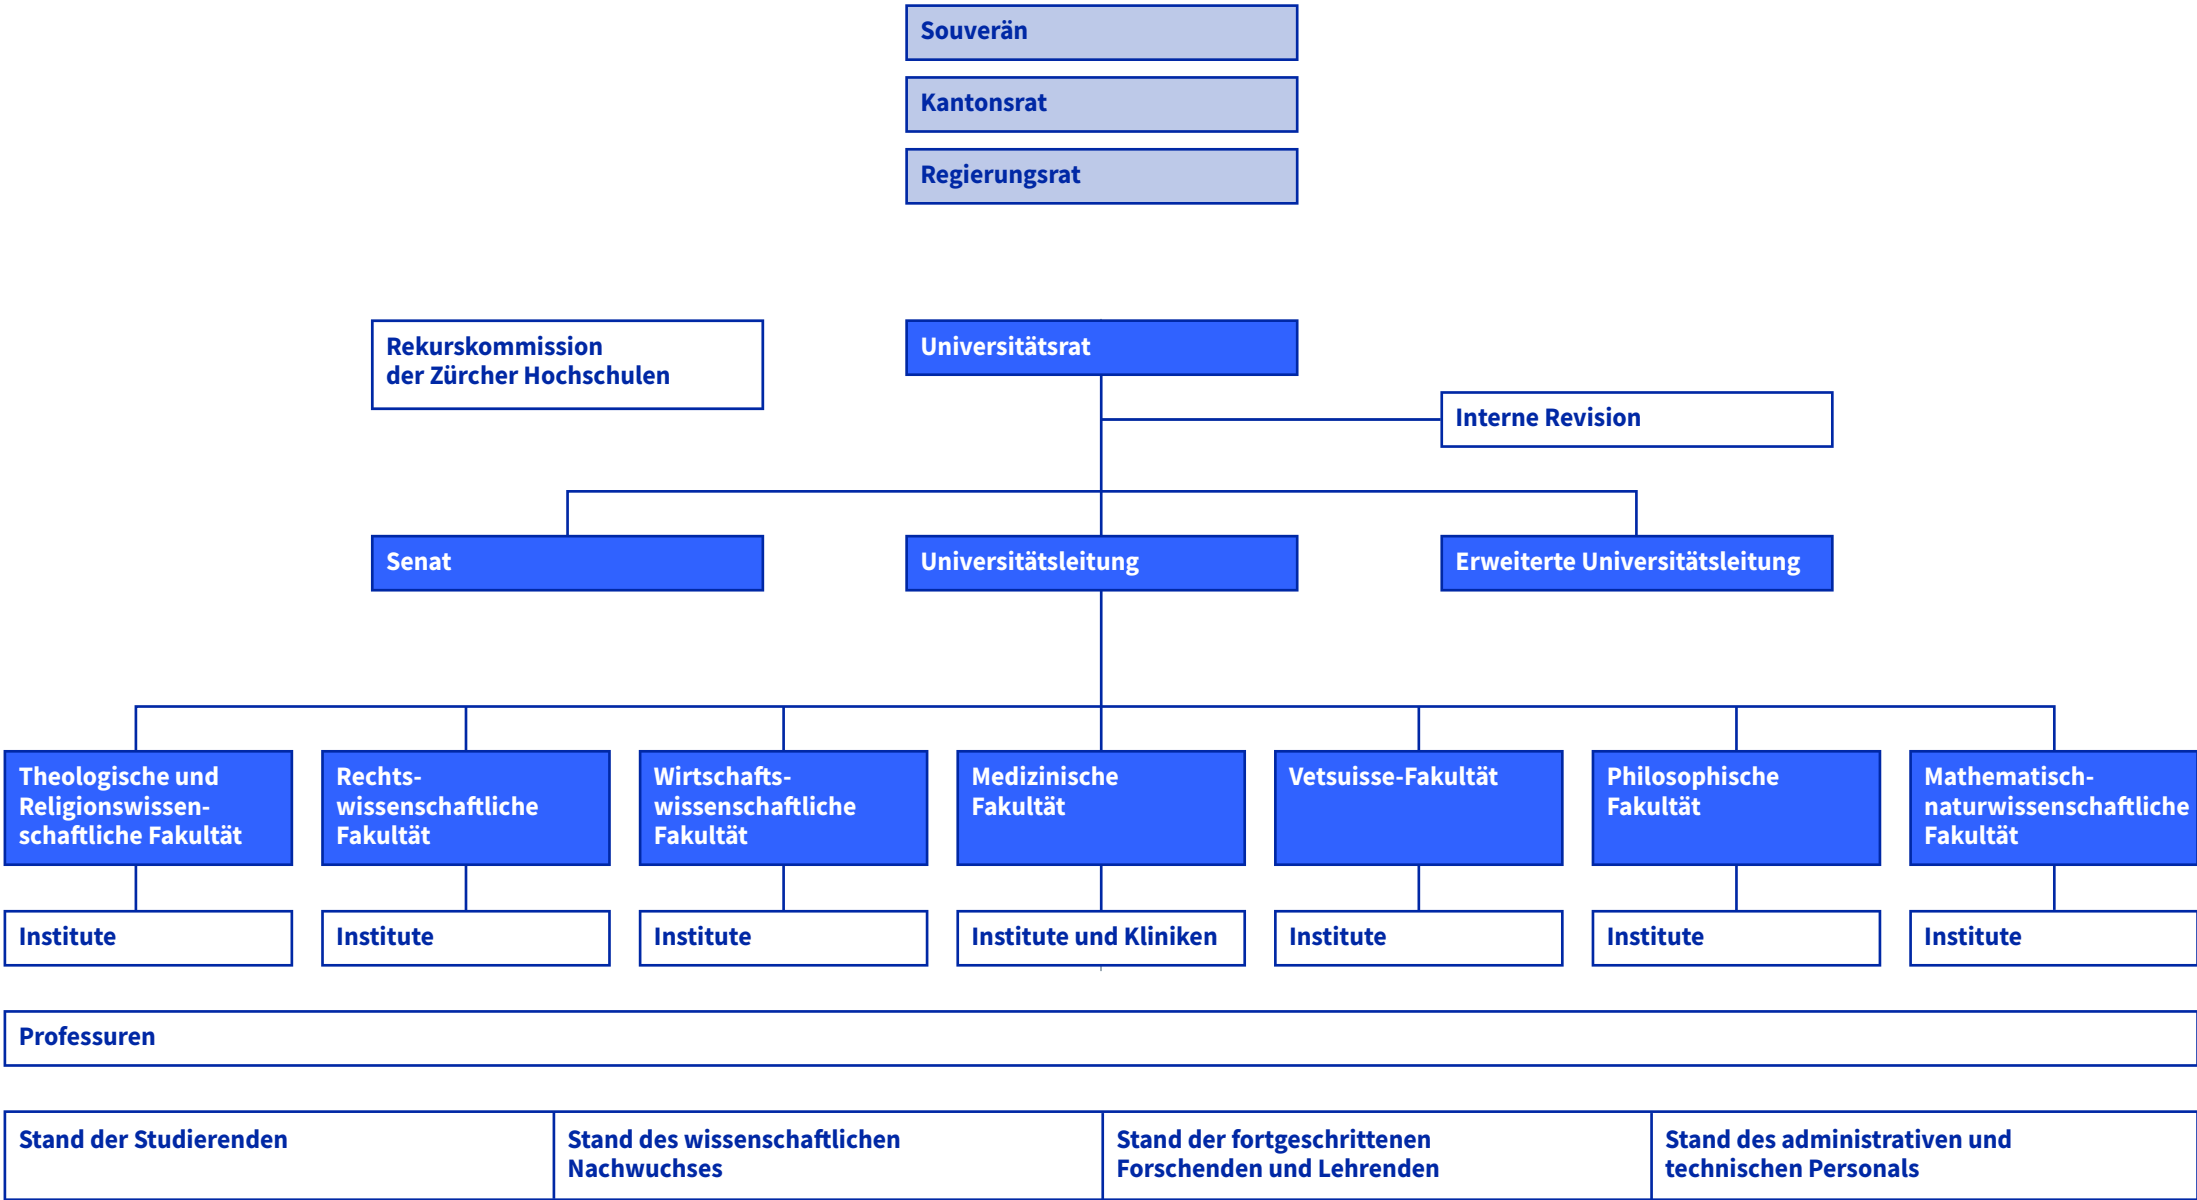 Souverän
Kantonsrat
Regierungsrat
Rekurskommission
der Zürcher Hochschulen
Universitätsrat
Interne Revision
Senat
Universitätsleitung
Erweiterte Universitätsleitung
Theologische und
Religionswissen-
schaftliche Fakultät
Rechts-
wissenschaftliche
Fakultät
Wirtschafts-
wissenschaftliche
Fakultät
Medizinische
Fakultät
Vetsuisse-Fakultät
Philosophische
Fakultät
Mathematisch-
naturwissenschaftliche
Fakultät
Institute
Institute
Institute
Institute und Kliniken
Institute
Institute
Institute
Professuren
Stand der Studierenden
Stand des wissenschaftlichen
Nachwuchses
Stand der fortgeschrittenen
Forschenden und Lehrenden
Stand des administrativen und
technischen Personals